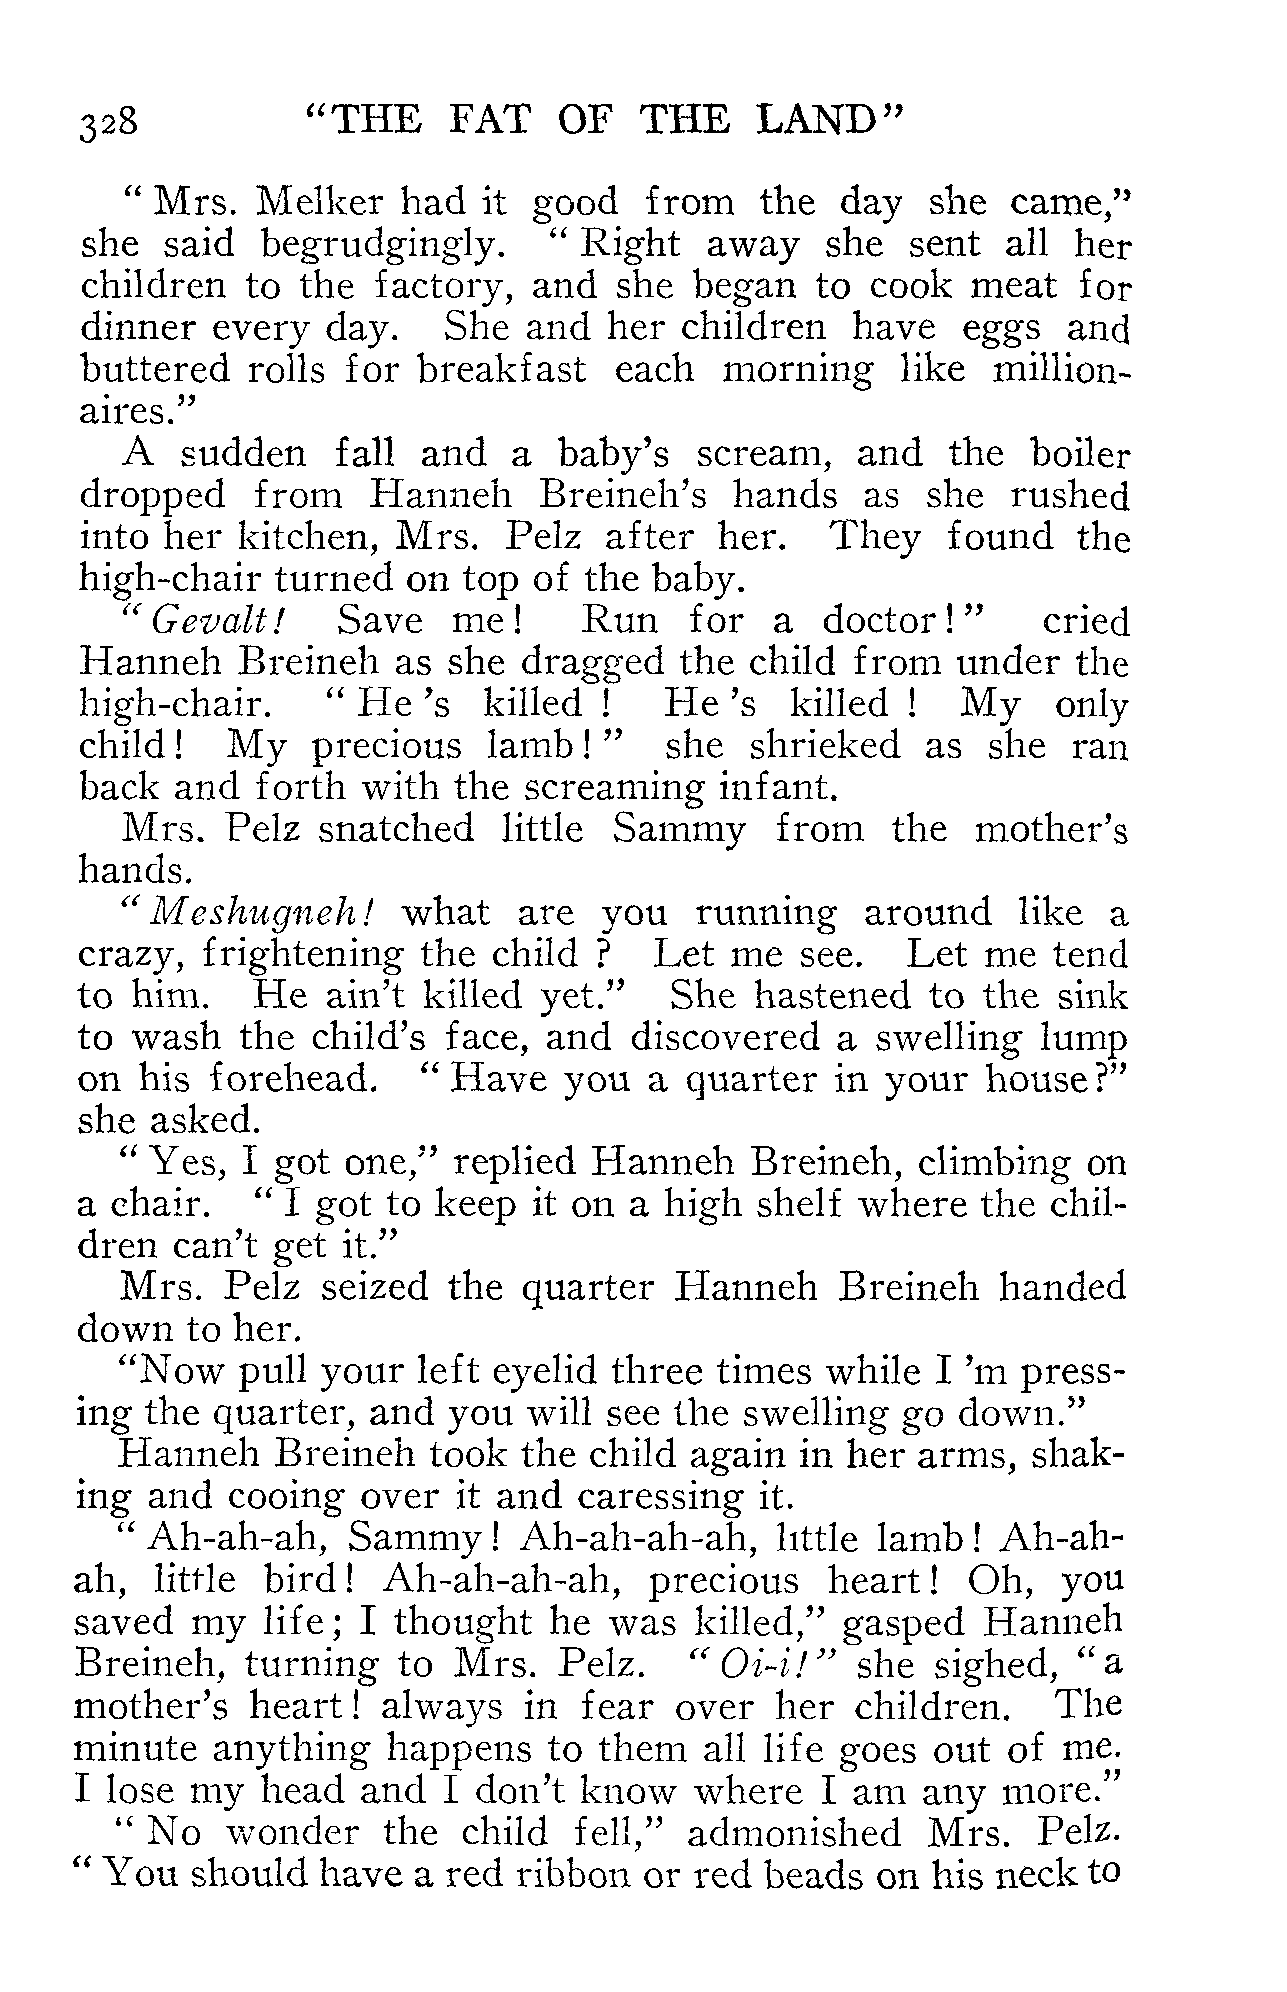 328 "THE FAT OF THE LAND"
" Mrs. Melker had it good from the day she came,"
she said begrudgingly. " Right away she sent all her
children to the factory, and she began to cook meat for
dinner every day. She and her children have eggs and
buttered rolls for breakfast each morning like million-
aires."
A sudden fall and a baby's scream, and the boiler
dropped from Hanneh Breineh's hands as she rushed
into her kitchen, Mrs. Pelz after her. They found the
high-chair turned on top of the baby.
" Gevalt! Save me! Run for a doctor!" cried
Hanneh Breineh as she dragged the child from under the
high-chair. " He 's killed ! He 's killed ! My only
child! My precious lamb!" she shrieked as she ran
back and forth with the screaming infant.
Mrs. Pelz snatched little Sammy from the mother's
hands.
" Meshugneh! what are you running around like a
crazy, frightening the child ? Let me see. Let me tend
to him. He ain't killed yet." She hastened to the sink
to wash the child's face, and discovered a swelling lump
on his forehead. " Have you a quarter in your house?"
she asked.
" Yes, I got one," replied Hanneh Breineh, climbing on
a chair. " I got to keep it on a high shelf where the chil-
dren can't get it."
Mrs. Pelz seized the quarter Hanneh Breineh handed
down to her.
"Now pull your left eyelid three times while I 'm press-
ing the quarter, and you will see the swelling go down."
Hanneh Breineh took the child again in her arms, shak-
ing and cooing over it and caressing it.
" Ah-ah-ah, Sammy! Ah-ah-ah-ah, little lamb! Ah-ah-
ah, little bird! Ah-ah-ah-ah, precious heart! Oh, you
saved my life; I thought he was killed," gasped Hanneh
Breineh, turning to Mrs. Pelz. " Oi-i!" she sighed, " a
mother's heart! always in fear over her children. The
minute anything happens to them all life goes out of me.
I lose my head and I don't know where I am any more."
" No wonder the child fell," admonished Mrs. Pelz.
" You should have a red ribbon or red beads on his neck to